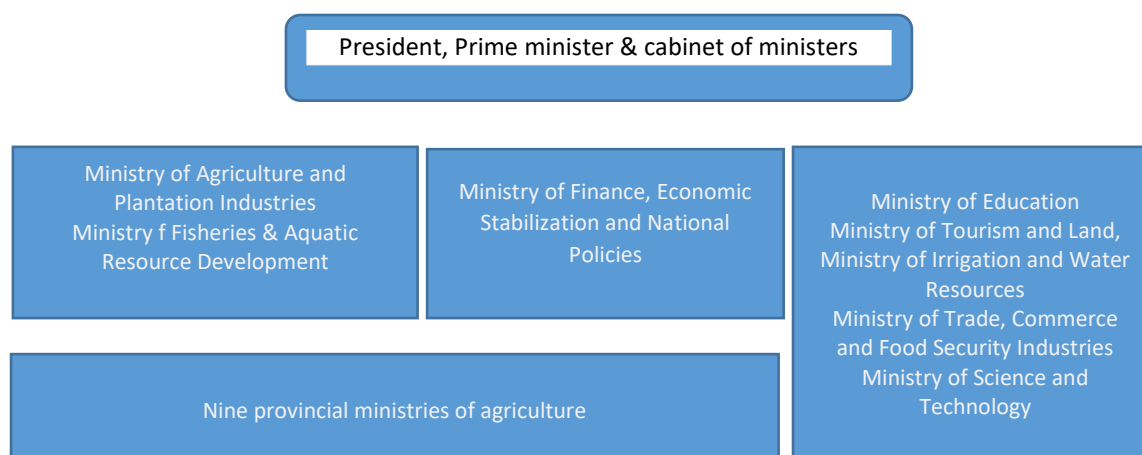 President, Prime minister & cabinet of ministers
Ministry of Agriculture and
Plantation Industries
Ministry f Fisheries & Aquatic
Resource Development
Ministry of Finance, Economic
Stabilization and National
Policies
Ministry of Education
Ministry of Tourism and Land,
Ministry of Irrigation and Water
Resources
Ministry of Trade, Commerce
and Food Security Industries
Ministry of Science and
Technology
Nine provincial ministries of agriculture